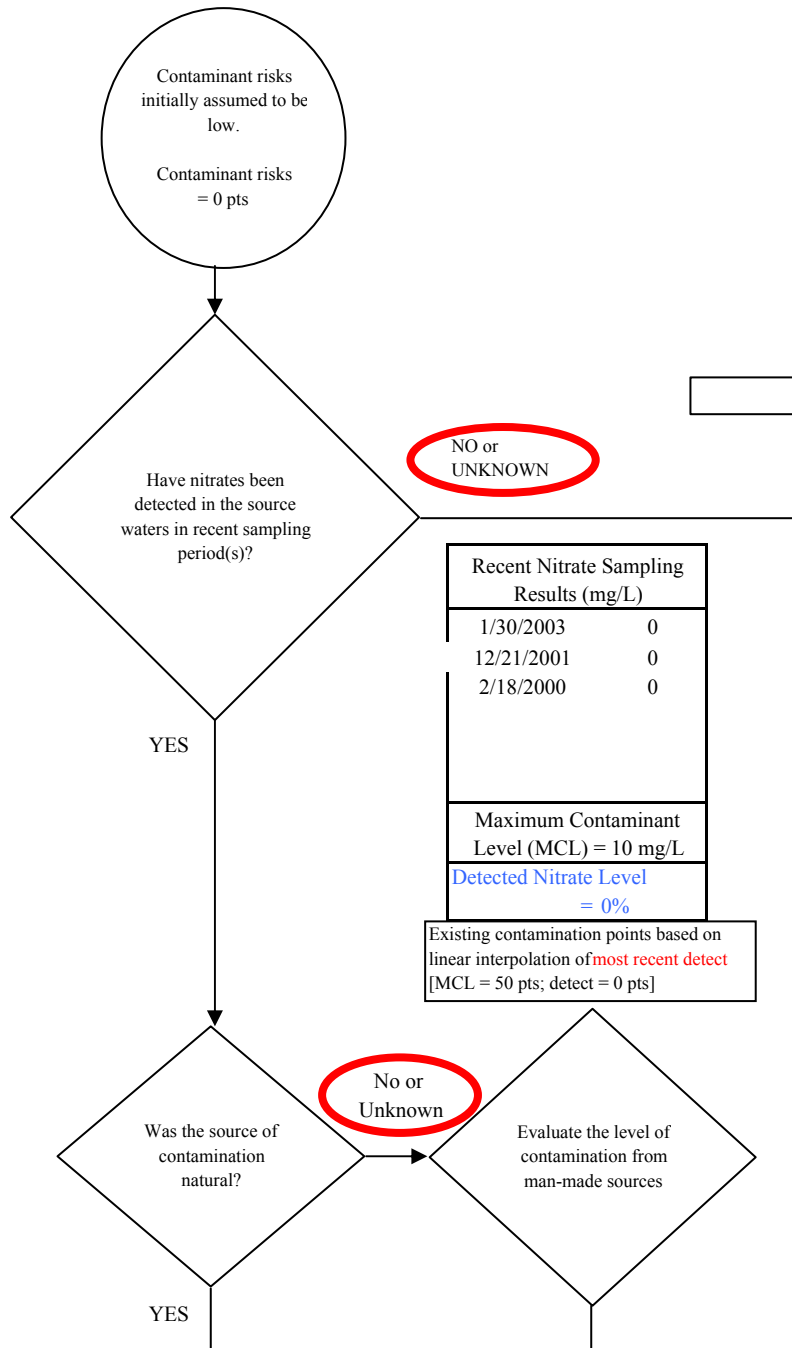 Contaminant risks
initially assumed to be
low.
Contaminant risks
= 0 pts
Have nitrates been
detected in the source
waters in recent sampling
period(s)?
NO or
UNKNOWN
Recent Nitrate Sampling
Results (mg/L)
1/30/2003 0
12/21/2001 0
2/18/2000 0
Maximum Contaminant
Level (MCL) = 10 mg/L
Detected Nitrate Level
= 0%
Existing contamination points based on
linear interpolation of most recent detect
[MCL = 50 pts; detect = 0 pts]
YES
Was the source of
contamination
natural?
No or
Unknown
Evaluate the level of
contamination from
man-made sources
YES